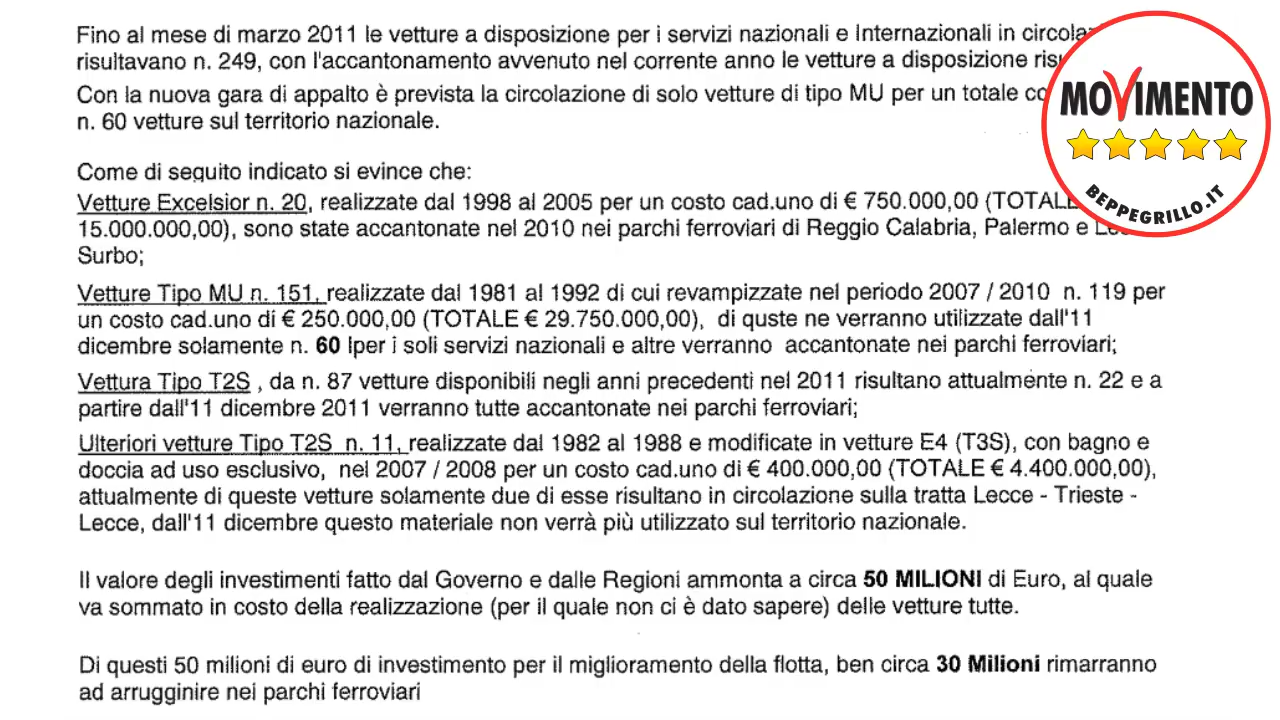 Fino al mese di marzo 2011 le vetture a disposizione per i servizi nazionali e Internazionali in
risultavano n. 249, con l'accantonamento avvenuto nel corrente anno le vetture a disposizione
Con la nuova gara di appalto è prevista la circolazione di solo vetture di tipo MU per un totale
n. 60 vetture sul territorio nazionale.
Come di seguito indicato si evince che:
Vetture Excelsior n. 20, realizzate dal 1998 al 2005 per un costo cad.uno di € 750.000,00 (TOTALE
15.000.000,00), sono state accantonate nel 2010 nei parchi ferroviari di Reggio Calabria, Palermo e
Surbo;
Vetture Tipo MU n. 151, realizzate dal 1981 al 1992 di cui revampizzate nel periodo 2007 / 2010 n. 119 per
un costo cad.uno di € 250.000,00 (TOTALE € 29.750.000,00), di quste ne verranno utilizzate dall'11
dicembre solamente n. 60 Iper i soli servizi nazionali e altre verranno accantonate nei parchi ferroviari;
Vettura Tipo T2S , da n. 87 vetture disponibili negli anni precedenti nel 2011 risultano attualmente n. 22 e a
partire dall'11 dicembre 2011 verranno tutte accantonate nei parchi ferroviari;
Ulteriori vetture Tipo T2S n. 11, realizzate dal 1982 al 1988 e modificate in vetture E4 (T3S), con bagno e
doccia ad uso esclusivo, nel 2007 / 2008 per un costo cad.uno di € 400.000,00 (TOTALE € 4.400.000,00),
attualmente di queste vetture solamente due di esse risultano in circolazione sulla tratta Lecce - Trieste -
Lecce, dall'11 dicembre questo materiale non verrà più utilizzato sul territorio nazionale.
Il valore degli investimenti fatto dal Governo e dalle Regioni ammonta a circa 50 MILIONI di Euro, al quale
va sommato in costo della realizzazione (per il quale non ci è dato sapere) delle vetture tutte.
Di questi 50 milioni di euro di investimento per il miglioramento della flotta, ben circa 30 Milioni rimarranno
ad arrugginire nei parchi ferroviari
MOVIMENTO
BEPPEGRILLO.IT